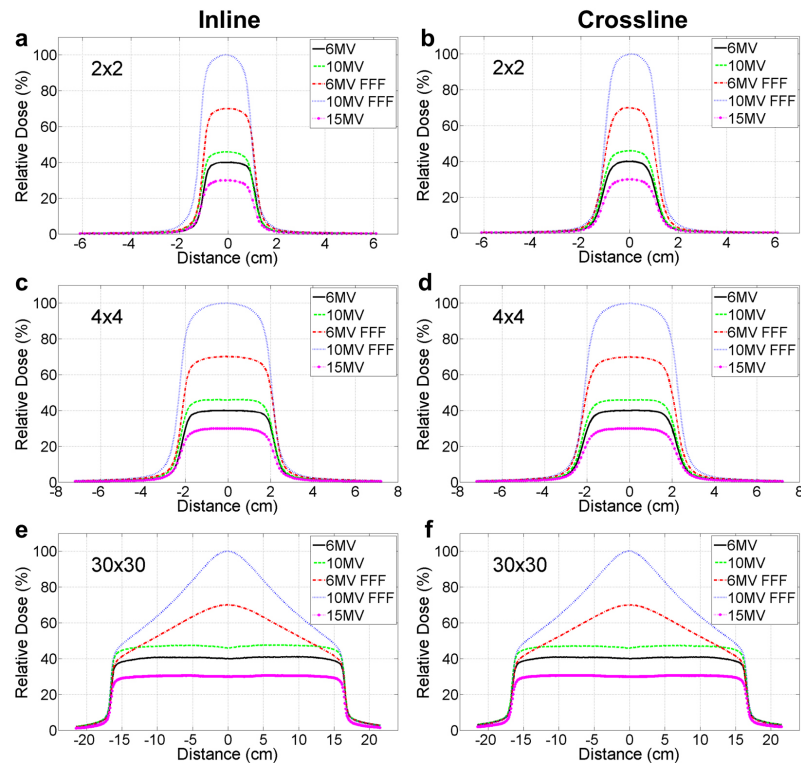 Inline
Crossline
a
2x2
6MV
10MV
6MV FFF
10MV FFF
15MV
Relative Dose (%)
100
80
60
40
20
0
-6 -4 -2 0 2 4 6
Distance (cm)
b
2x2
6MV
10MV
6MV FFF
10MV FFF
15MV
Relative Dose (%)
100
80
60
40
20
0
-6 -4 -2 0 2 4 6
Distance (cm)
c
4x4
6MV
10MV
6MV FFF
10MV FFF
15MV
Relative Dose (%)
100
80
60
40
20
0
-8 -6 -4 -2 0 2 4 6 8
Distance (cm)
d
4x4
6MV
10MV
6MV FFF
10MV FFF
15MV
Relative Dose (%)
100
80
60
40
20
0
-8 -6 -4 -2 0 2 4 6 8
Distance (cm)
e
30x30
6MV
10MV
6MV FFF
10MV FFF
15MV
Relative Dose (%)
100
80
60
40
20
0
-20 -15 -10 -5 0 5 10 15 20
Distance (cm)
f
30x30
6MV
10MV
6MV FFF
10MV FFF
15MV
Relative Dose (%)
100
80
60
40
20
0
-20 -15 -10 -5 0 5 10 15 20
Distance (cm)